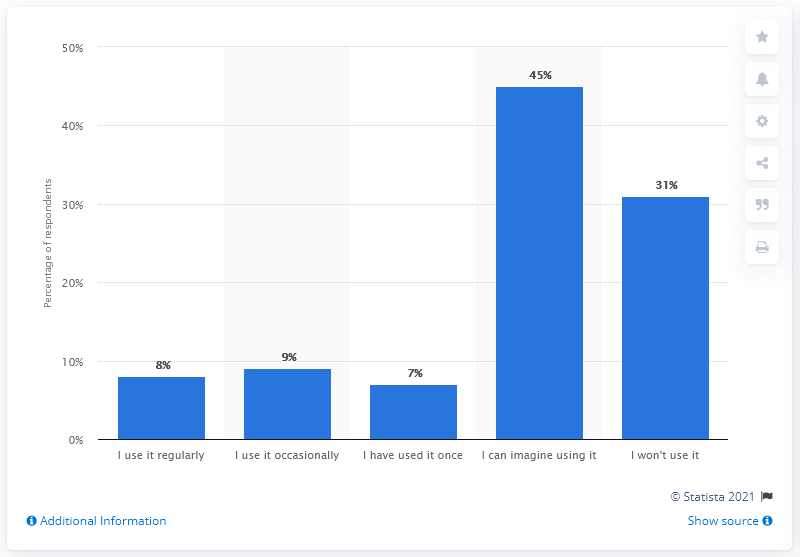 50%
45%
40%
31%
30%
20%
10%
8%
9%
7%
0%
Percentage of respondents
I use it regularly
I use it occasionally
I have used it once
I can imagine using it
I won't use it
© Statista 2021
Additional Information
Show source